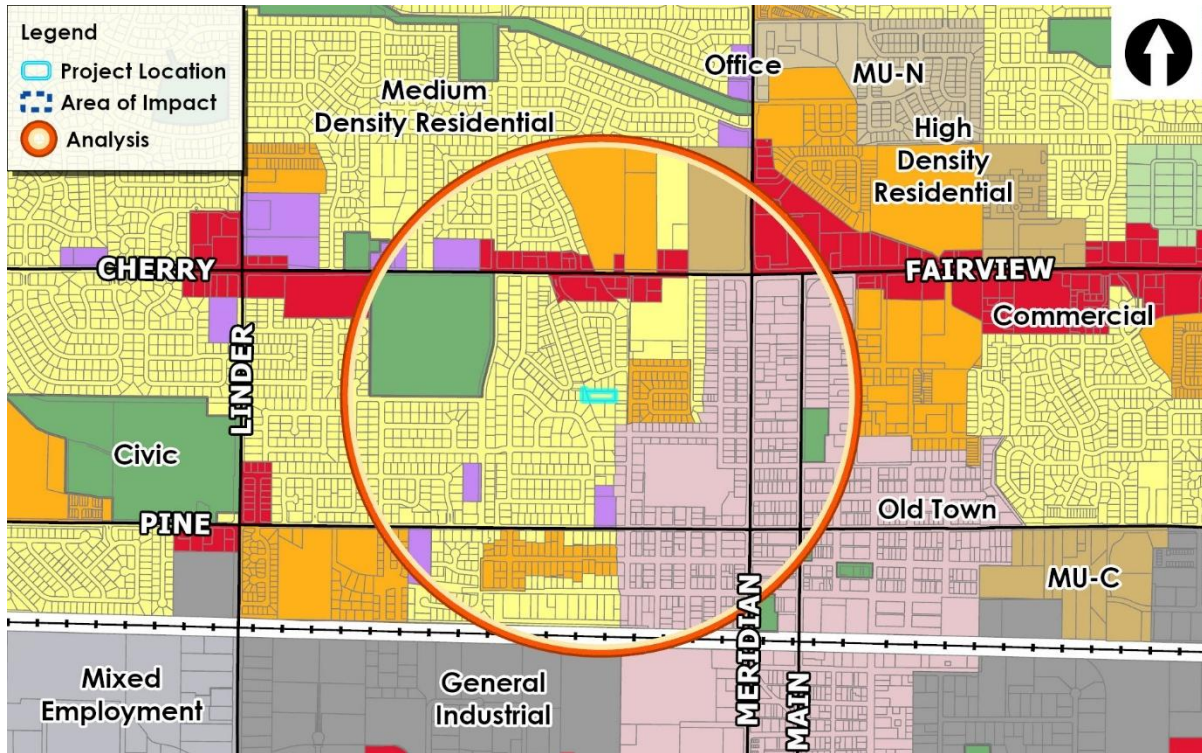 Legend
Project Location
Area of Impact
Analysis
Office
MU-N
Medium
Density Residential
High
Density
Residential
CHERRY
FAIRVIEW
Commercial
LINDER
Civic
Old Town
PINE
MU-C
MERIDIAN
MAIN
Mixed
Employment
General
Industrial